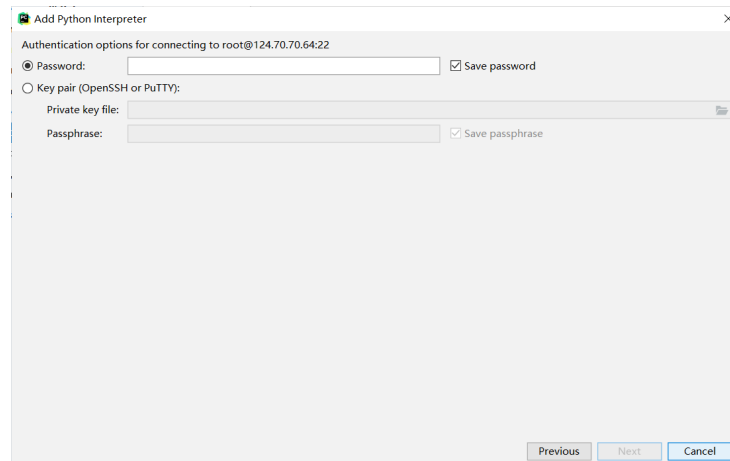 Add Python Interpreter
Authentication options for connecting to root@124.70.70.64:22
Password:
Save password
Key pair (OpenSSH or PuTTY):
Private key file:
Passphrase:
Save passphrase
Previous
Next
Cancel